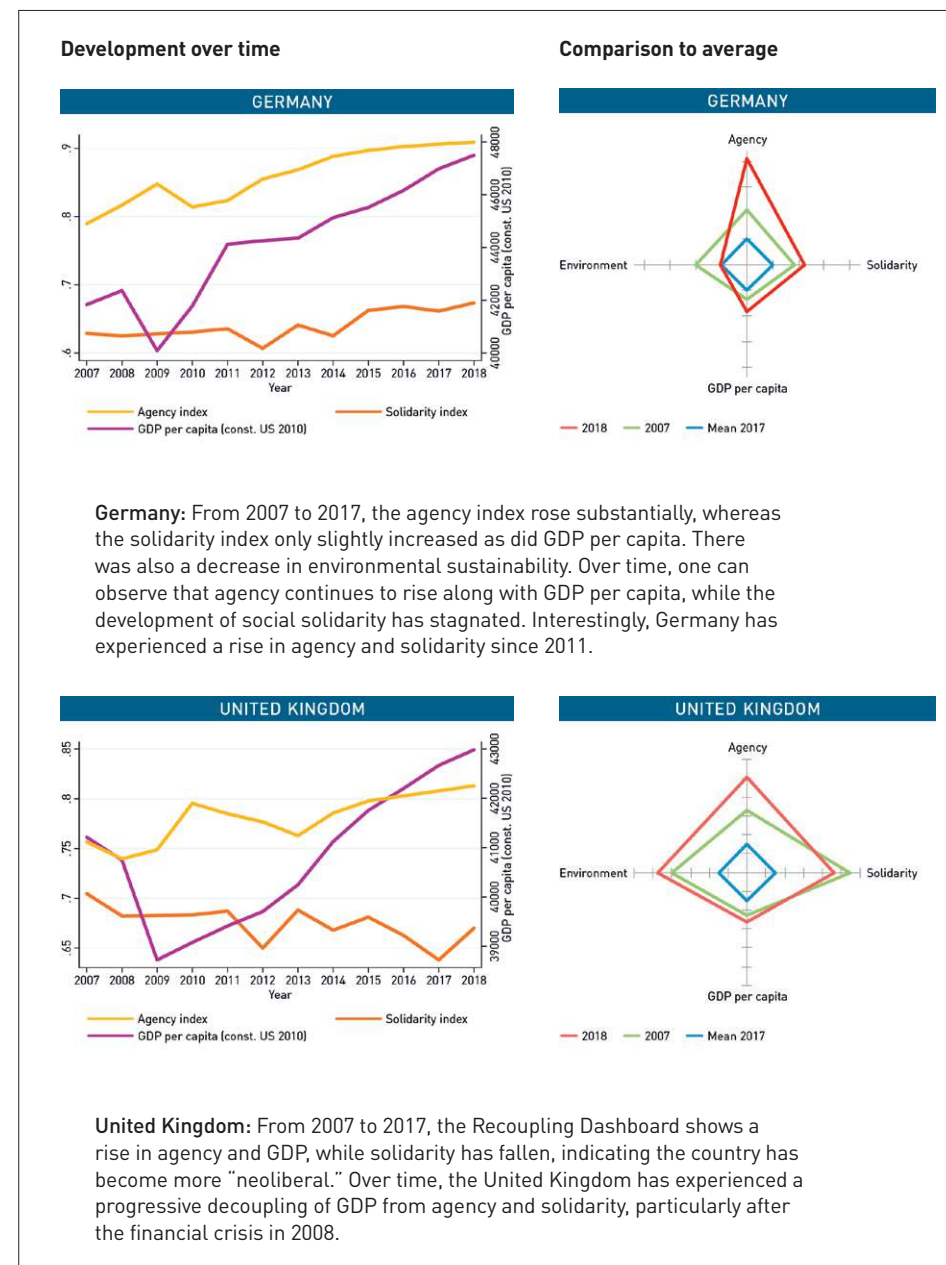 Development over time
Comparison to average
GERMANY
.9
.8
.7
.6
48000
46000
44000
42000
40000
GDP per capita (const. US 2010)
2007 2008 2009 2010 2011 2012 2013 2014 2015 2016 2017 2018
Year
Agency index
Solidarity index
GDP per capita (const. US 2010)
GERMANY
Agency
Environment
Solidarity
GDP per capita
2018 2007 Mean 2017
Germany: From 2007 to 2017, the agency index rose substantially, whereas
the solidarity index only slightly increased as did GDP per capita. There
was also a decrease in environmental sustainability. Over time, one can
observe that agency continues to rise along with GDP per capita, while the
development of social solidarity has stagnated. Interestingly, Germany has
experienced a rise in agency and solidarity since 2011.
UNITED KINGDOM
.85
.8
.75
.7
.65
43000
42000
41000
40000
39000
GDP per capita (const. US 2010)
2007 2008 2009 2010 2011 2012 2013 2014 2015 2016 2017 2018
Year
Agency index
Solidarity index
GDP per capita (const. US 2010)
UNITED KINGDOM
Agency
Environment
Solidarity
GDP per capita
2018 2007 Mean 2017
United Kingdom: From 2007 to 2017, the Recoupling Dashboard shows a
rise in agency and GDP, while solidarity has fallen, indicating the country has
become more “neoliberal.” Over time, the United Kingdom has experienced a
progressive decoupling of GDP from agency and solidarity, particularly after
the financial crisis in 2008.